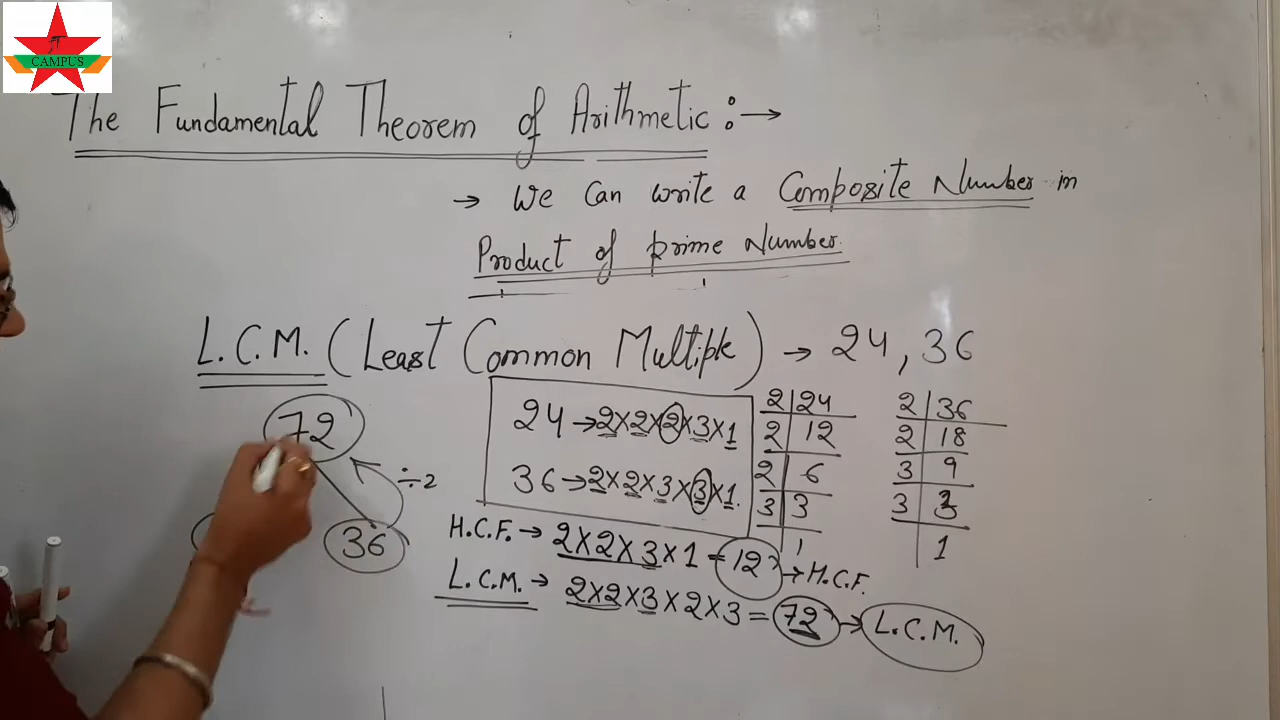 CAMPUS
The Fundamental Theorem of Arithmetic : →
→ We Can write a Composite Number in
Product of prime Number.
L.C.M. (Least Common Multiple) → 24, 36
72
÷2
36
24 → 2×2×2×3×1
36 → 2×2×3×3×1.
2 | 24
2 | 12
2 | 6
3 | 3
1
2 | 36
2 | 18
3 | 9
3 | 3
1
H.C.F. → 2×2×3×1 = 12 → H.C.F.
L.C.M. → 2×2×3×2×3 = 72 → L.C.M.